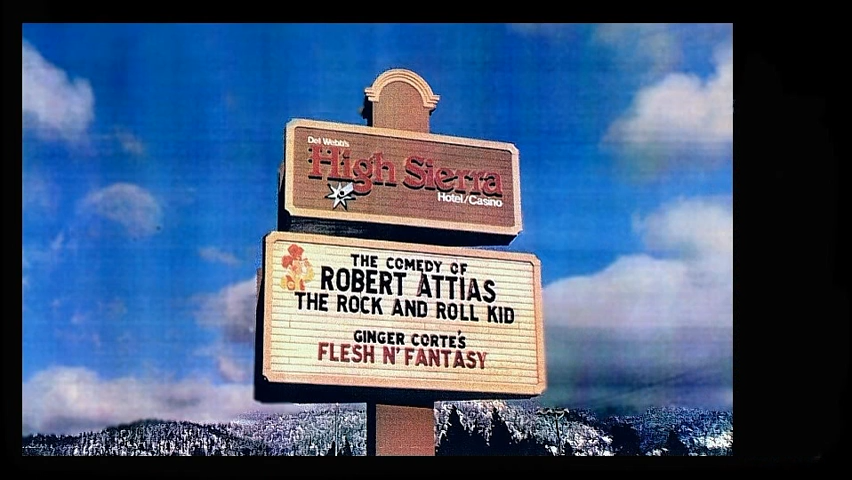 Del Webb's
High Sierra
Hotel/Casino
THE COMEDY OF
ROBERT ATTIAS
THE ROCK AND ROLL KID
GINGER CORTE'S
FLESH N' FANTASY